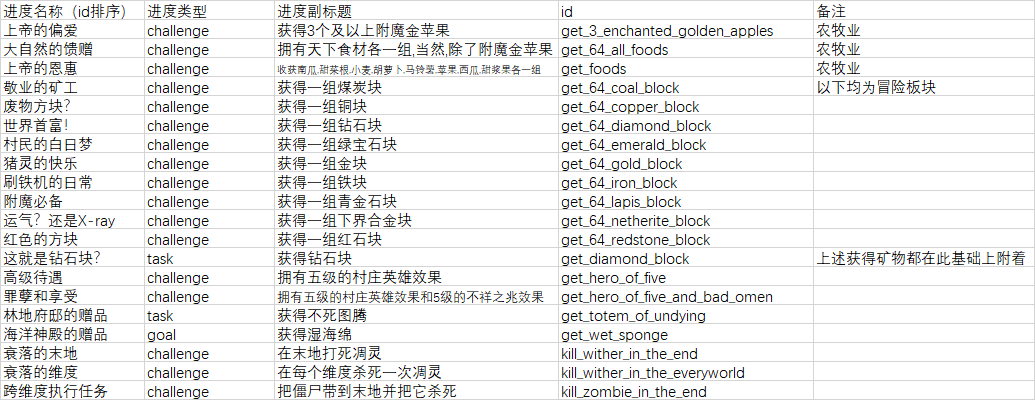 进度名称（id排序） 进度类型 进度副标题 id 备注
上帝的偏爱 challenge 获得3个及以上附魔金苹果 get_3_enchanted_golden_apples 农牧业
大自然的馈赠 challenge 拥有天下食材各一组,当然,除了附魔金苹果 get_64_all_foods 农牧业
上帝的恩惠 challenge 收获南瓜,甜菜根,小麦,胡萝卜,马铃薯,苹果,西瓜,甜浆果各一组 get_foods 农牧业
敬业的矿工 challenge 获得一组煤炭块 get_64_coal_block 以下均为冒险板块
废物方块？ challenge 获得一组铜块 get_64_copper_block
世界首富！ challenge 获得一组钻石块 get_64_diamond_block
村民的白日梦 challenge 获得一组绿宝石块 get_64_emerald_block
猪灵的快乐 challenge 获得一组金块 get_64_gold_block
刷铁机的日常 challenge 获得一组铁块 get_64_iron_block
附魔必备 challenge 获得一组青金石块 get_64_lapis_block
运气？还是X-ray challenge 获得一组下界合金块 get_64_netherite_block
红色的方块 challenge 获得一组红石块 get_64_redstone_block
这就是钻石块？ task 获得钻石块 get_diamond_block 上述获得矿物都在此基础上附着
高级待遇 challenge 拥有五级的村庄英雄效果 get_hero_of_five
罪孽和享受 challenge 拥有五级的村庄英雄效果和5级的不祥之兆效果 get_hero_of_five_and_bad_omen
林地府邸的赠品 task 获得不死图腾 get_totem_of_undying
海洋神殿的赠品 goal 获得湿海绵 get_wet_sponge
衰落的末地 challenge 在末地打死凋灵 kill_wither_in_the_end
衰落的维度 challenge 在每个维度杀死一次凋灵 kill_wither_in_the_everyworld
跨维度执行任务 challenge 把僵尸带到末地并把它杀死 kill_zombie_in_the_end